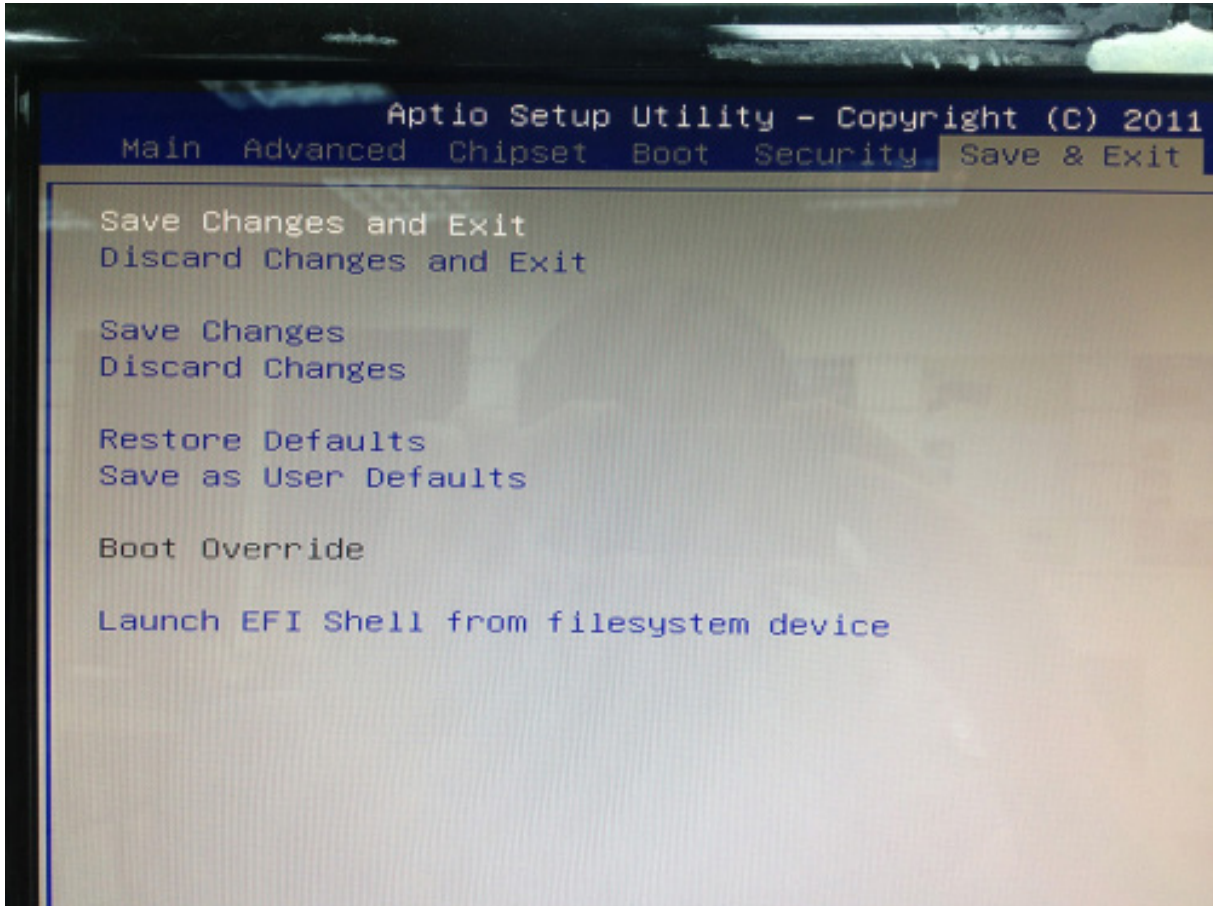 Aptio Setup Utility – Copyright (C) 2011
Main Advanced Chipset Boot Security Save & Exit
Save Changes and Exit
Discard Changes and Exit
Save Changes
Discard Changes
Restore Defaults
Save as User Defaults
Boot Override
Launch EFI Shell from filesystem device